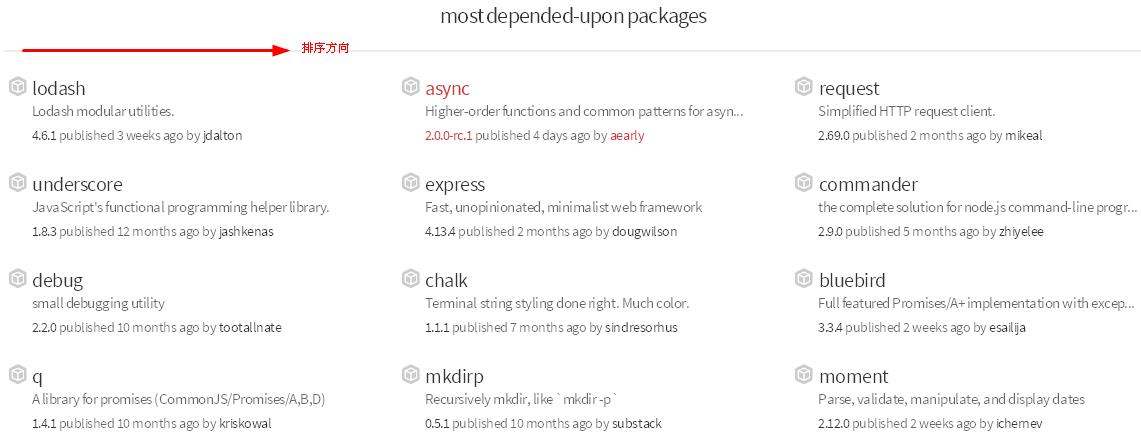 most depended-upon packages
排序方向
lodash
Lodash modular utilities.
4.6.1 published 3 weeks ago by jdalton
async
Higher-order functions and common patterns for asyn...
2.0.0-rc.1 published 4 days ago by aearly
request
Simplified HTTP request client.
2.69.0 published 2 months ago by mikeal
underscore
JavaScript's functional programming helper library.
1.8.3 published 12 months ago by jashkenas
express
Fast, unopinionated, minimalist web framework
4.13.4 published 2 months ago by dougwilson
commander
the complete solution for node.js command-line progr...
2.9.0 published 5 months ago by zhiyelee
debug
small debugging utility
2.2.0 published 10 months ago by tootallnate
chalk
Terminal string styling done right. Much color.
1.1.1 published 7 months ago by sindresorhus
bluebird
Full featured Promises/A+ implementation with excep...
3.3.4 published 2 weeks ago by esailija
q
A library for promises (CommonJS/Promises/A,B,D)
1.4.1 published 10 months ago by kriskowal
mkdirp
Recursively mkdir, like `mkdir -p`
0.5.1 published 10 months ago by substack
moment
Parse, validate, manipulate, and display dates
2.12.0 published 2 weeks ago by ichernev